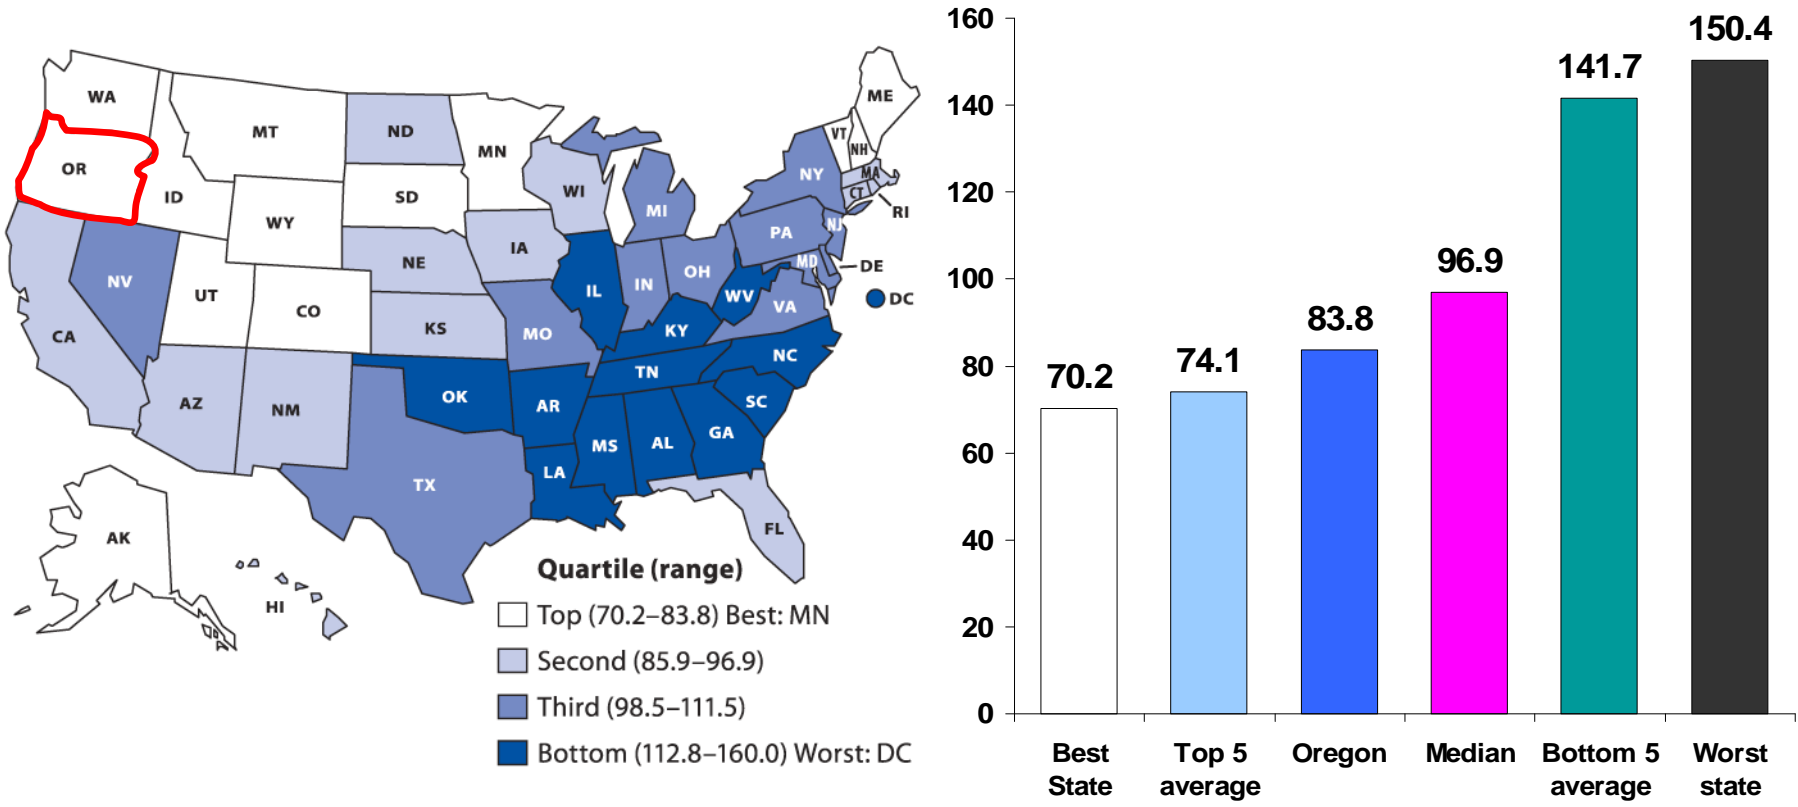 WA
MT
ND
MN
ME
VT
NH
OR
ID
SD
WI
NY
MA
CT
RI
WY
MI
IA
PA
NJ
NV
UT
NE
IL
IN
OH
MD
DE
DC
CO
WV
VA
CA
KS
MO
KY
NC
AZ
NM
OK
AR
TN
SC
MS
AL
GA
LA
TX
FL
AK
HI
Quartile (range)
Top (70.2–83.8) Best: MN
Second (85.9–96.9)
Third (98.5–111.5)
Bottom (112.8–160.0) Worst: DC
160
140
120
100
80
60
40
20
0
70.2
74.1
83.8
96.9
141.7
150.4
Best
State
Top 5
average
Oregon
Median
Bottom 5
average
Worst
state